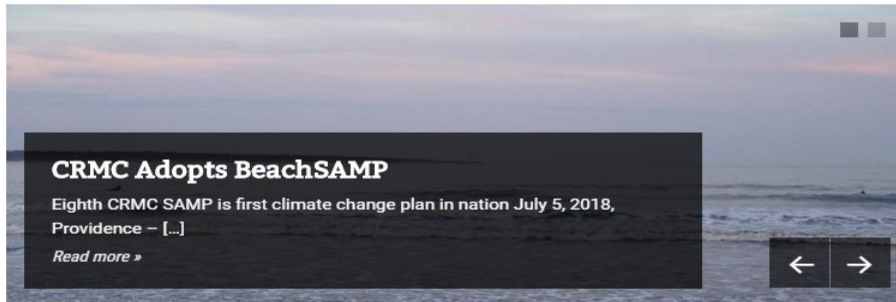 CRMC Adopts BeachSAMP
Eighth CRMC SAMP is first climate change plan in nation July 5, 2018,
Providence – [...]
Read more »